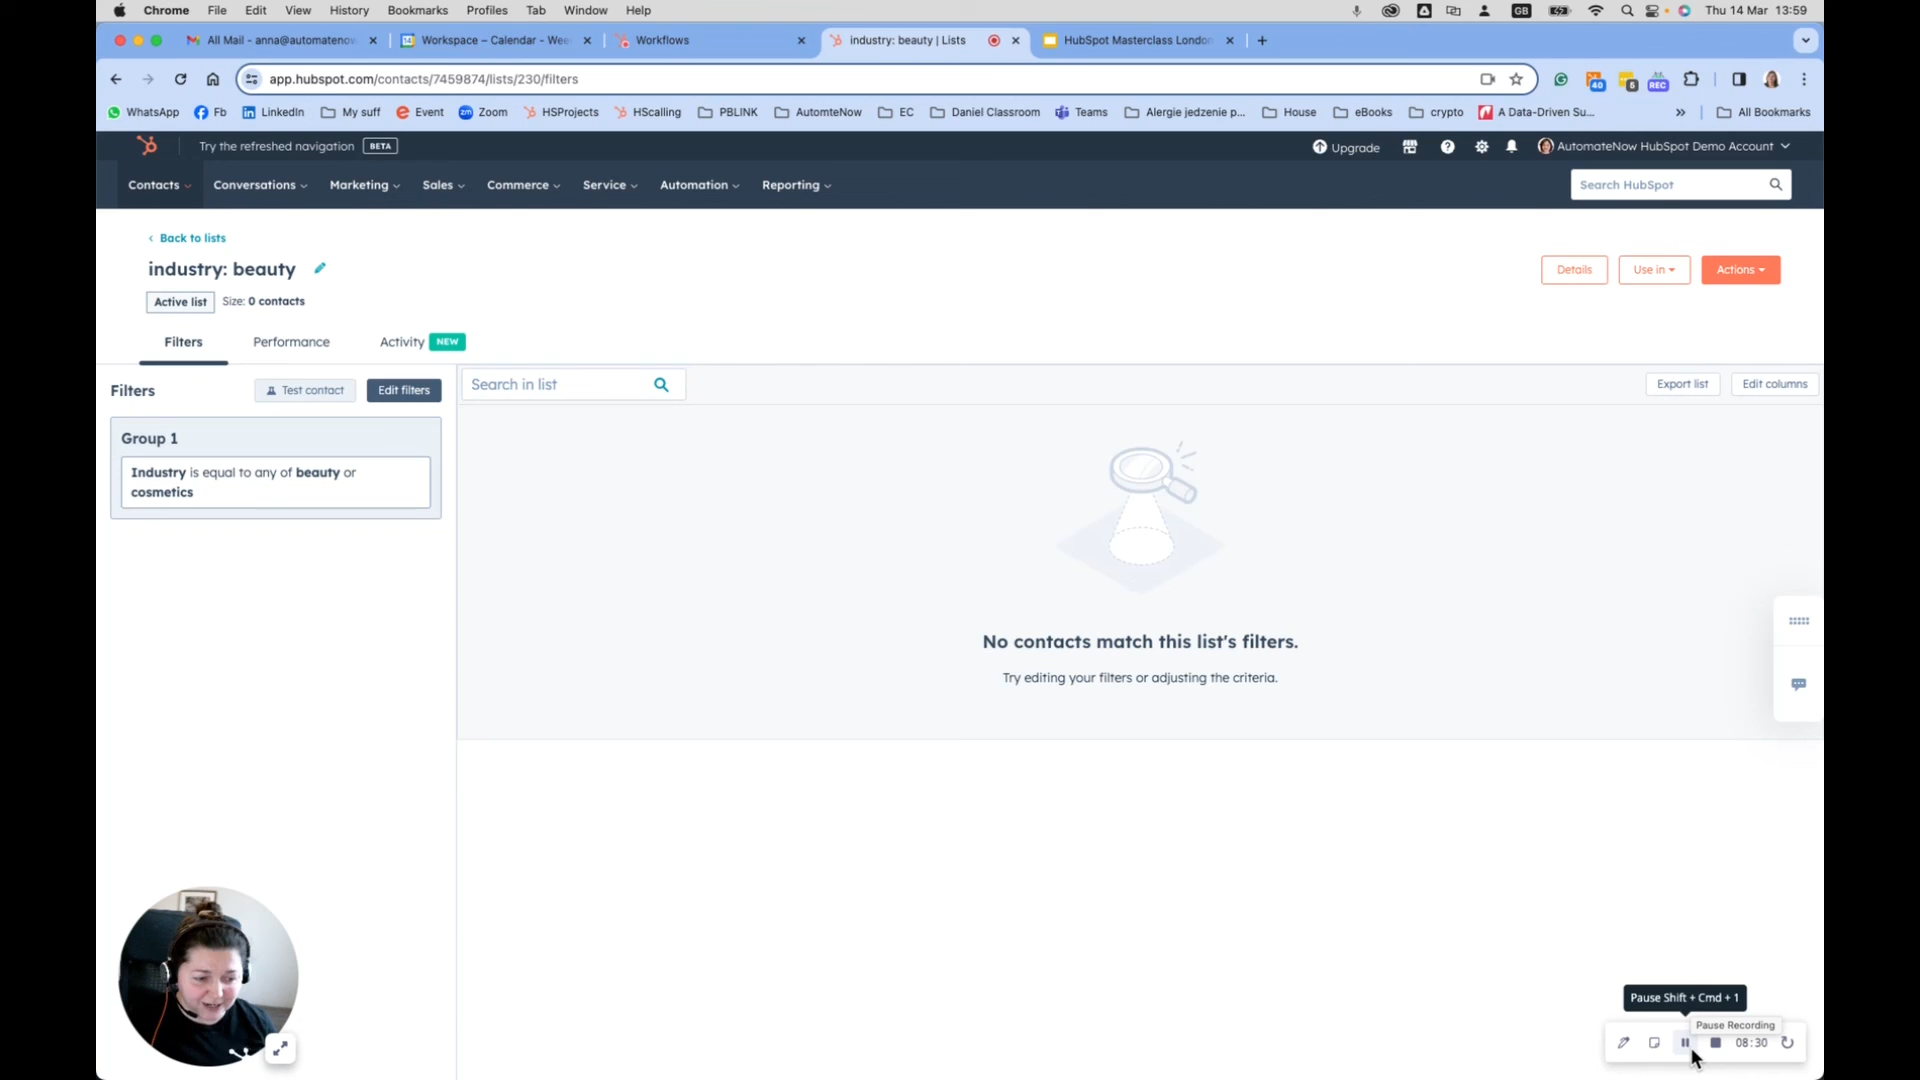 Chrome File Edit View History Bookmarks Profiles Tab Window Help GB Thu 14 Mar 13:59
All Mail - anna@automateno Workspace – Calendar - Wee Workflows industry: beauty | Lists HubSpot Masterclass London
app.hubspot.com/contacts/7459874/lists/230/filters 40 5 REC
WhatsApp Fb LinkedIn My suff Event Zoom HSProjects HScalling PBLINK AutomteNow EC Daniel Classroom Teams Alergie jedzenie p... House eBooks crypto A Data-Driven Su... » All Bookmarks
Try the refreshed navigation BETA Upgrade AutomateNow HubSpot Demo Account
Contacts Conversations Marketing Sales Commerce Service Automation Reporting Search HubSpot
Back to lists
industry: beauty
Details Use in Actions
Active list Size: 0 contacts
Filters Performance Activity NEW
Filters Test contact Edit filters Search in list Export list Edit columns
Group 1
Industry is equal to any of beauty or
cosmetics
No contacts match this list's filters.
Try editing your filters or adjusting the criteria.
Pause Shift + Cmd + 1
Pause Recording
08:30